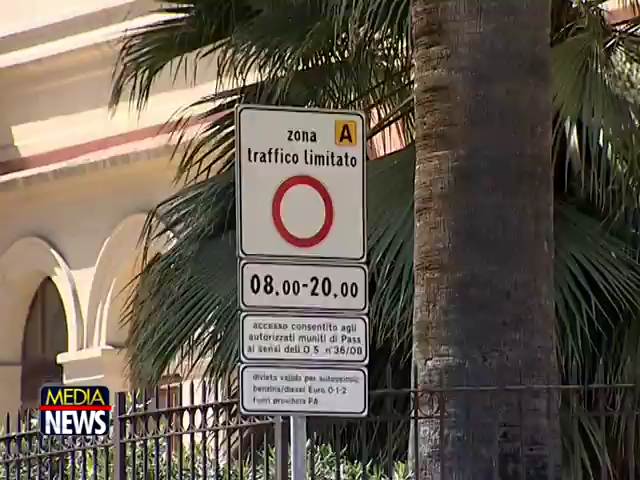 zona A
traffico limitato
08.00-20.00
accesso consentito agli
autorizzati muniti di Pass
ai sensi dell O.S. n°36/08
divieto valido per autoveicoli
benzina/diesel Euro 0-1-2
fuori provincia PA
MEDIA
NEWS